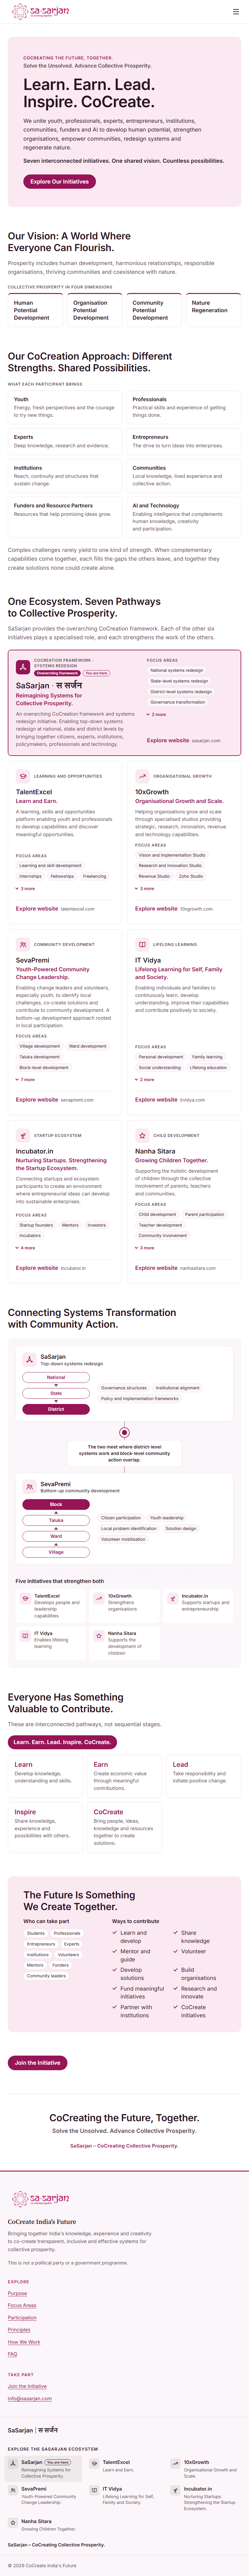 sa·sarjan
COCREATING THE FUTURE, TOGETHER.
Solve the Unsolved. Advance Collective Prosperity.
Learn. Earn. Lead.
Inspire. CoCreate.
We unite youth, professionals, experts, entrepreneurs, institutions,
communities, funders and AI to develop human potential, strengthen
organisations, empower communities, redesign systems and
regenerate nature.
Seven interconnected initiatives. One shared vision. Countless possibilities.
Explore Our Initiatives
Our Vision: A World Where
Everyone Can Flourish.
Prosperity includes human development, harmonious relationships, responsible
organisations, thriving communities and coexistence with nature.
COLLECTIVE PROSPERITY IN FOUR DIMENSIONS
Human
Potential
Development
Organisation
Potential
Development
Community
Potential
Development
Nature
Regeneration
Our CoCreation Approach: Different
Strengths. Shared Possibilities.
WHAT EACH PARTICIPANT BRINGS
Youth
Energy, fresh perspectives and the courage
to try new things.
Professionals
Practical skills and experience of getting
things done.
Experts
Deep knowledge, research and evidence.
Entrepreneurs
The drive to turn ideas into enterprises.
Institutions
Reach, continuity and structures that
sustain change.
Communities
Local knowledge, lived experience and
collective action.
Funders and Resource Partners
Resources that help promising ideas grow.
AI and Technology
Enabling intelligence that complements
human knowledge, creativity
and participation.
Complex challenges rarely yield to one kind of strength. When complementary
capabilities come together, each fills the gaps the others leave, and together they
create solutions none could create alone.
One Ecosystem. Seven Pathways
to Collective Prosperity.
SaSarjan provides the overarching CoCreation framework. Each of the other six
initiatives plays a specialised role, and each strengthens the work of the others.
COCREATION FRAMEWORK ·
SYSTEMS REDESIGN
Overarching framework
You are here
SaSarjan · स सर्जन
Reimagining Systems for
Collective Prosperity.
An overarching CoCreation framework and systems
redesign initiative. Enabling top-down systems
redesign at national, state and district levels by
bringing together citizens, experts, institutions,
policymakers, professionals and technology.
FOCUS AREAS
National systems redesign
State-level systems redesign
District-level systems redesign
Governance transformation
2 more
Explore website sasarjan.com
LEARNING AND OPPORTUNITIES
TalentExcel
Learn and Earn.
A learning, skills and opportunities
platform enabling youth and professionals
to develop capabilities and discover
meaningful opportunities.
FOCUS AREAS
Learning and skill development
Internships
Fellowships
Freelancing
3 more
Explore website talentexcel.com
ORGANISATIONAL GROWTH
10xGrowth
Organisational Growth and Scale.
Helping organisations grow and scale
through specialised studios providing
strategic, research, innovation, revenue
and technology capabilities.
FOCUS AREAS
Vision and Implementation Studio
Research and Innovation Studio
Revenue Studio
Zoho Studio
3 more
Explore website 10xgrowth.com
COMMUNITY DEVELOPMENT
SevaPremi
Youth-Powered Community
Change Leadership.
Enabling change leaders and volunteers,
especially youth, to identify local
challenges, co-create solutions and
contribute to community development. A
bottom-up development approach rooted
in local participation.
FOCUS AREAS
Village development
Ward development
Taluka development
Block-level development
7 more
Explore website sevapremi.com
LIFELONG LEARNING
IT Vidya
Lifelong Learning for Self, Family
and Society.
Enabling individuals and families to
continuously learn, develop
understanding, improve their capabilities
and contribute positively to society.
FOCUS AREAS
Personal development
Family learning
Social understanding
Lifelong education
2 more
Explore website itvidya.com
STARTUP ECOSYSTEM
Incubator.in
Nurturing Startups. Strengthening
the Startup Ecosystem.
Connecting startups and ecosystem
participants to create an environment
where entrepreneurial ideas can develop
into sustainable enterprises.
FOCUS AREAS
Startup founders
Mentors
Investors
Incubators
4 more
Explore website incubator.in
CHILD DEVELOPMENT
Nanha Sitara
Growing Children Together.
Supporting the holistic development
of children through the collective
involvement of parents, teachers
and communities.
FOCUS AREAS
Child development
Parent participation
Teacher development
Community involvement
3 more
Explore website nanhasitara.com
Connecting Systems Transformation
with Community Action.
SaSarjan
Top-down systems redesign
National
State
District
Governance structures
Institutional alignment
Policy and implementation frameworks
The two meet where district-level
systems work and block-level community
action overlap.
SevaPremi
Bottom-up community development
Block
Taluka
Ward
Village
Citizen participation
Youth leadership
Local problem identification
Solution design
Volunteer mobilisation
Five initiatives that strengthen both
TalentExcel
Develops people and
leadership
capabilities
10xGrowth
Strengthens
organisations
Incubator.in
Supports startups and
entrepreneurship
IT Vidya
Enables lifelong
learning
Nanha Sitara
Supports the
development of
children
Everyone Has Something
Valuable to Contribute.
These are interconnected pathways, not sequential stages.
Learn. Earn. Lead. Inspire. CoCreate.
Learn
Develop knowledge,
understanding and skills.
Earn
Create economic value
through meaningful
contributions.
Lead
Take responsibility and
initiate positive change.
Inspire
Share knowledge,
experience and
possibilities with others.
CoCreate
Bring people, ideas,
knowledge and resources
together to create
solutions.
The Future Is Something
We Create Together.
Who can take part
Students
Professionals
Entrepreneurs
Experts
Institutions
Volunteers
Mentors
Funders
Community leaders
Ways to contribute
Learn and
develop
Share
knowledge
Mentor and
guide
Volunteer
Develop
solutions
Build
organisations
Fund meaningful
initiatives
Research and
innovate
Partner with
institutions
CoCreate
initiatives
Join the Initiative
CoCreating the Future, Together.
Solve the Unsolved. Advance Collective Prosperity.
SaSarjan – CoCreating Collective Prosperity.
sa·sarjan
CoCreate India's Future
Bringing together India's knowledge, experience and creativity
to co-create transparent, inclusive and effective systems for
collective prosperity.
This is not a political party or a government programme.
EXPLORE
Purpose
Focus Areas
Participation
Principles
How We Work
FAQ
TAKE PART
Join the Initiative
info@sasarjan.com
SaSarjan | स सर्जन
EXPLORE THE SASARJAN ECOSYSTEM
SaSarjan You are here
Reimagining Systems for
Collective Prosperity.
TalentExcel
Learn and Earn.
10xGrowth
Organisational Growth and
Scale.
SevaPremi
Youth-Powered Community
Change Leadership.
IT Vidya
Lifelong Learning for Self,
Family and Society.
Incubator.in
Nurturing Startups.
Strengthening the Startup
Ecosystem.
Nanha Sitara
Growing Children Together.
SaSarjan – CoCreating Collective Prosperity.
© 2026 CoCreate India's Future